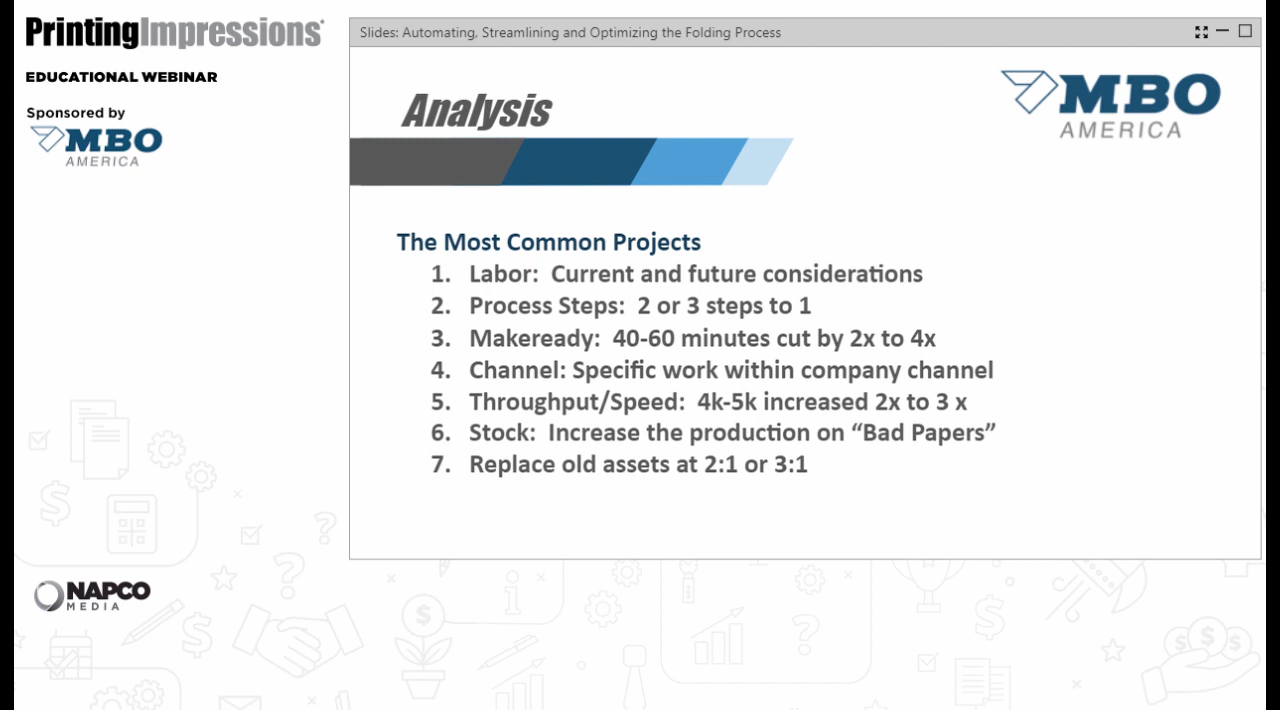 PrintingImpressions®
EDUCATIONAL WEBINAR
Sponsored by
MBO
AMERICA
NAPCO
MEDIA
Slides: Automating, Streamlining and Optimizing the Folding Process
Analysis
MBO
AMERICA
The Most Common Projects
1. Labor: Current and future considerations
2. Process Steps: 2 or 3 steps to 1
3. Makeready: 40-60 minutes cut by 2x to 4x
4. Channel: Specific work within company channel
5. Throughput/Speed: 4k-5k increased 2x to 3 x
6. Stock: Increase the production on “Bad Papers”
7. Replace old assets at 2:1 or 3:1